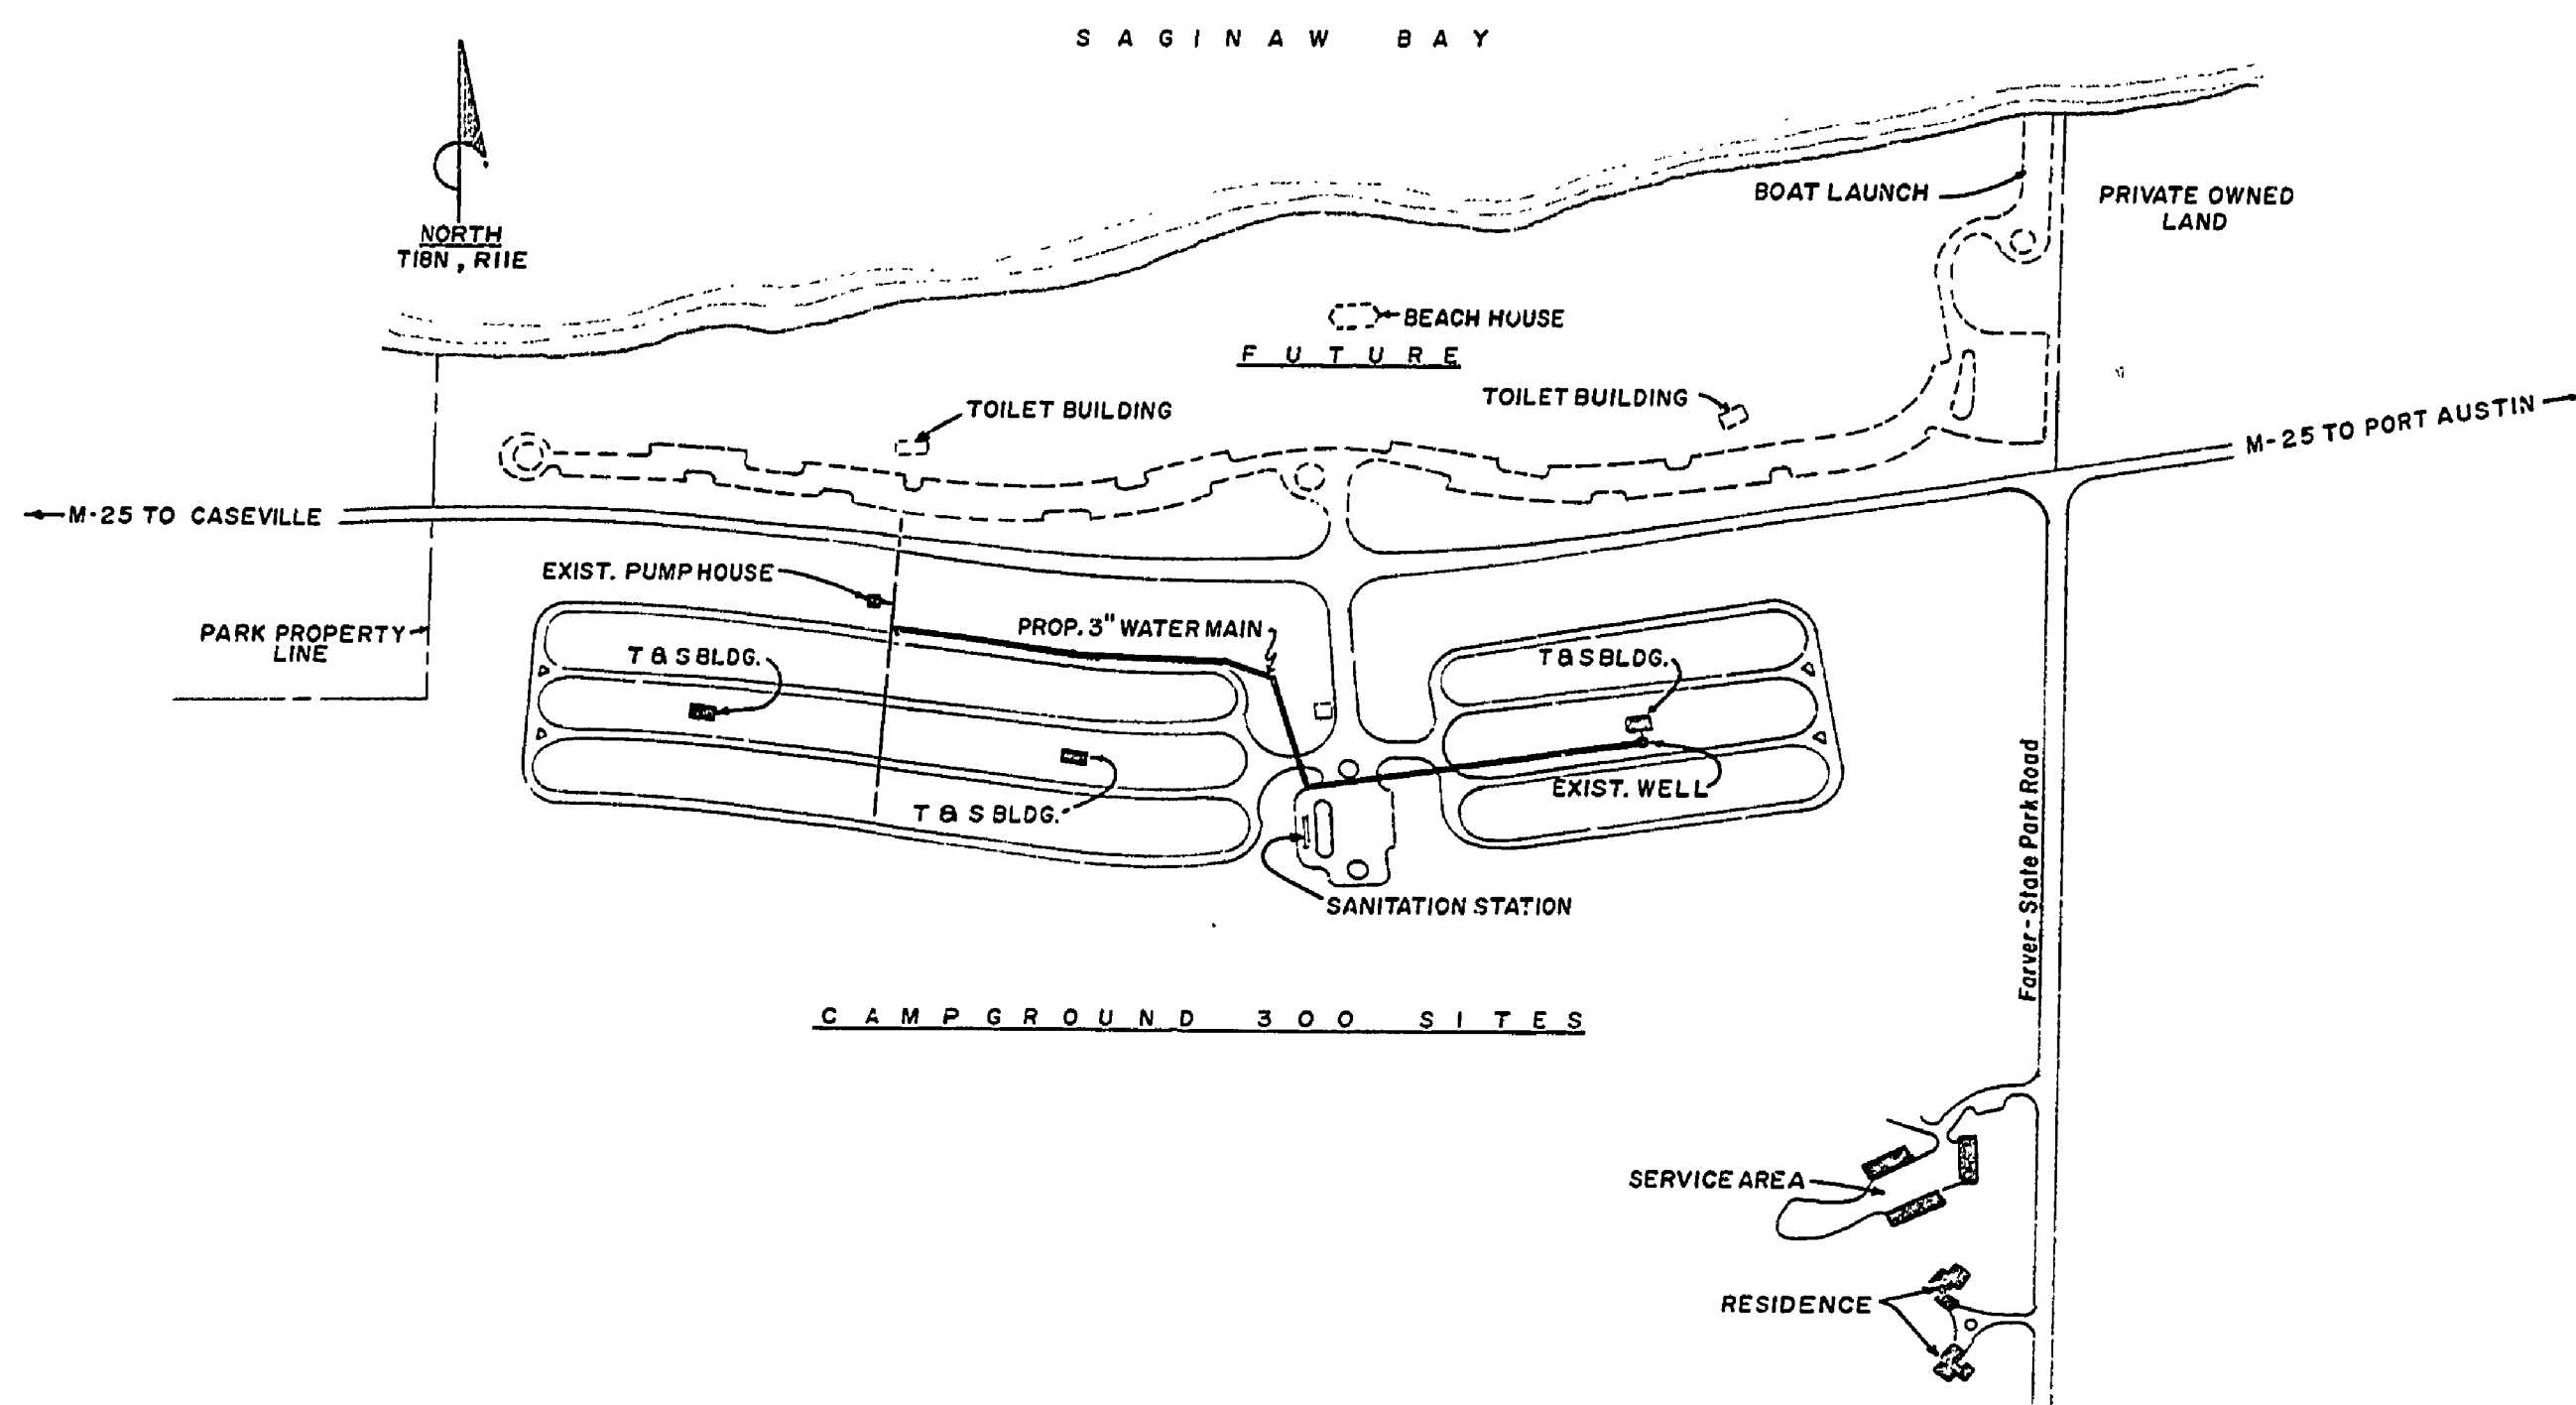 SAGINAW BAY
NORTH
T18N, R11E
BOAT LAUNCH
PRIVATE OWNED
LAND
BEACH HOUSE
FUTURE
TOILET BUILDING
TOILET BUILDING
M-25 TO PORT AUSTIN
M-25 TO CASEVILLE
EXIST. PUMP HOUSE
PARK PROPERTY
LINE
PROP. 3" WATER MAIN
T & S BLDG.
T & S BLDG.
T & S BLDG.
EXIST. WELL
SANITATION STATION
Farver-State Park Road
CAMPGROUND 300 SITES
SERVICE AREA
RESIDENCE